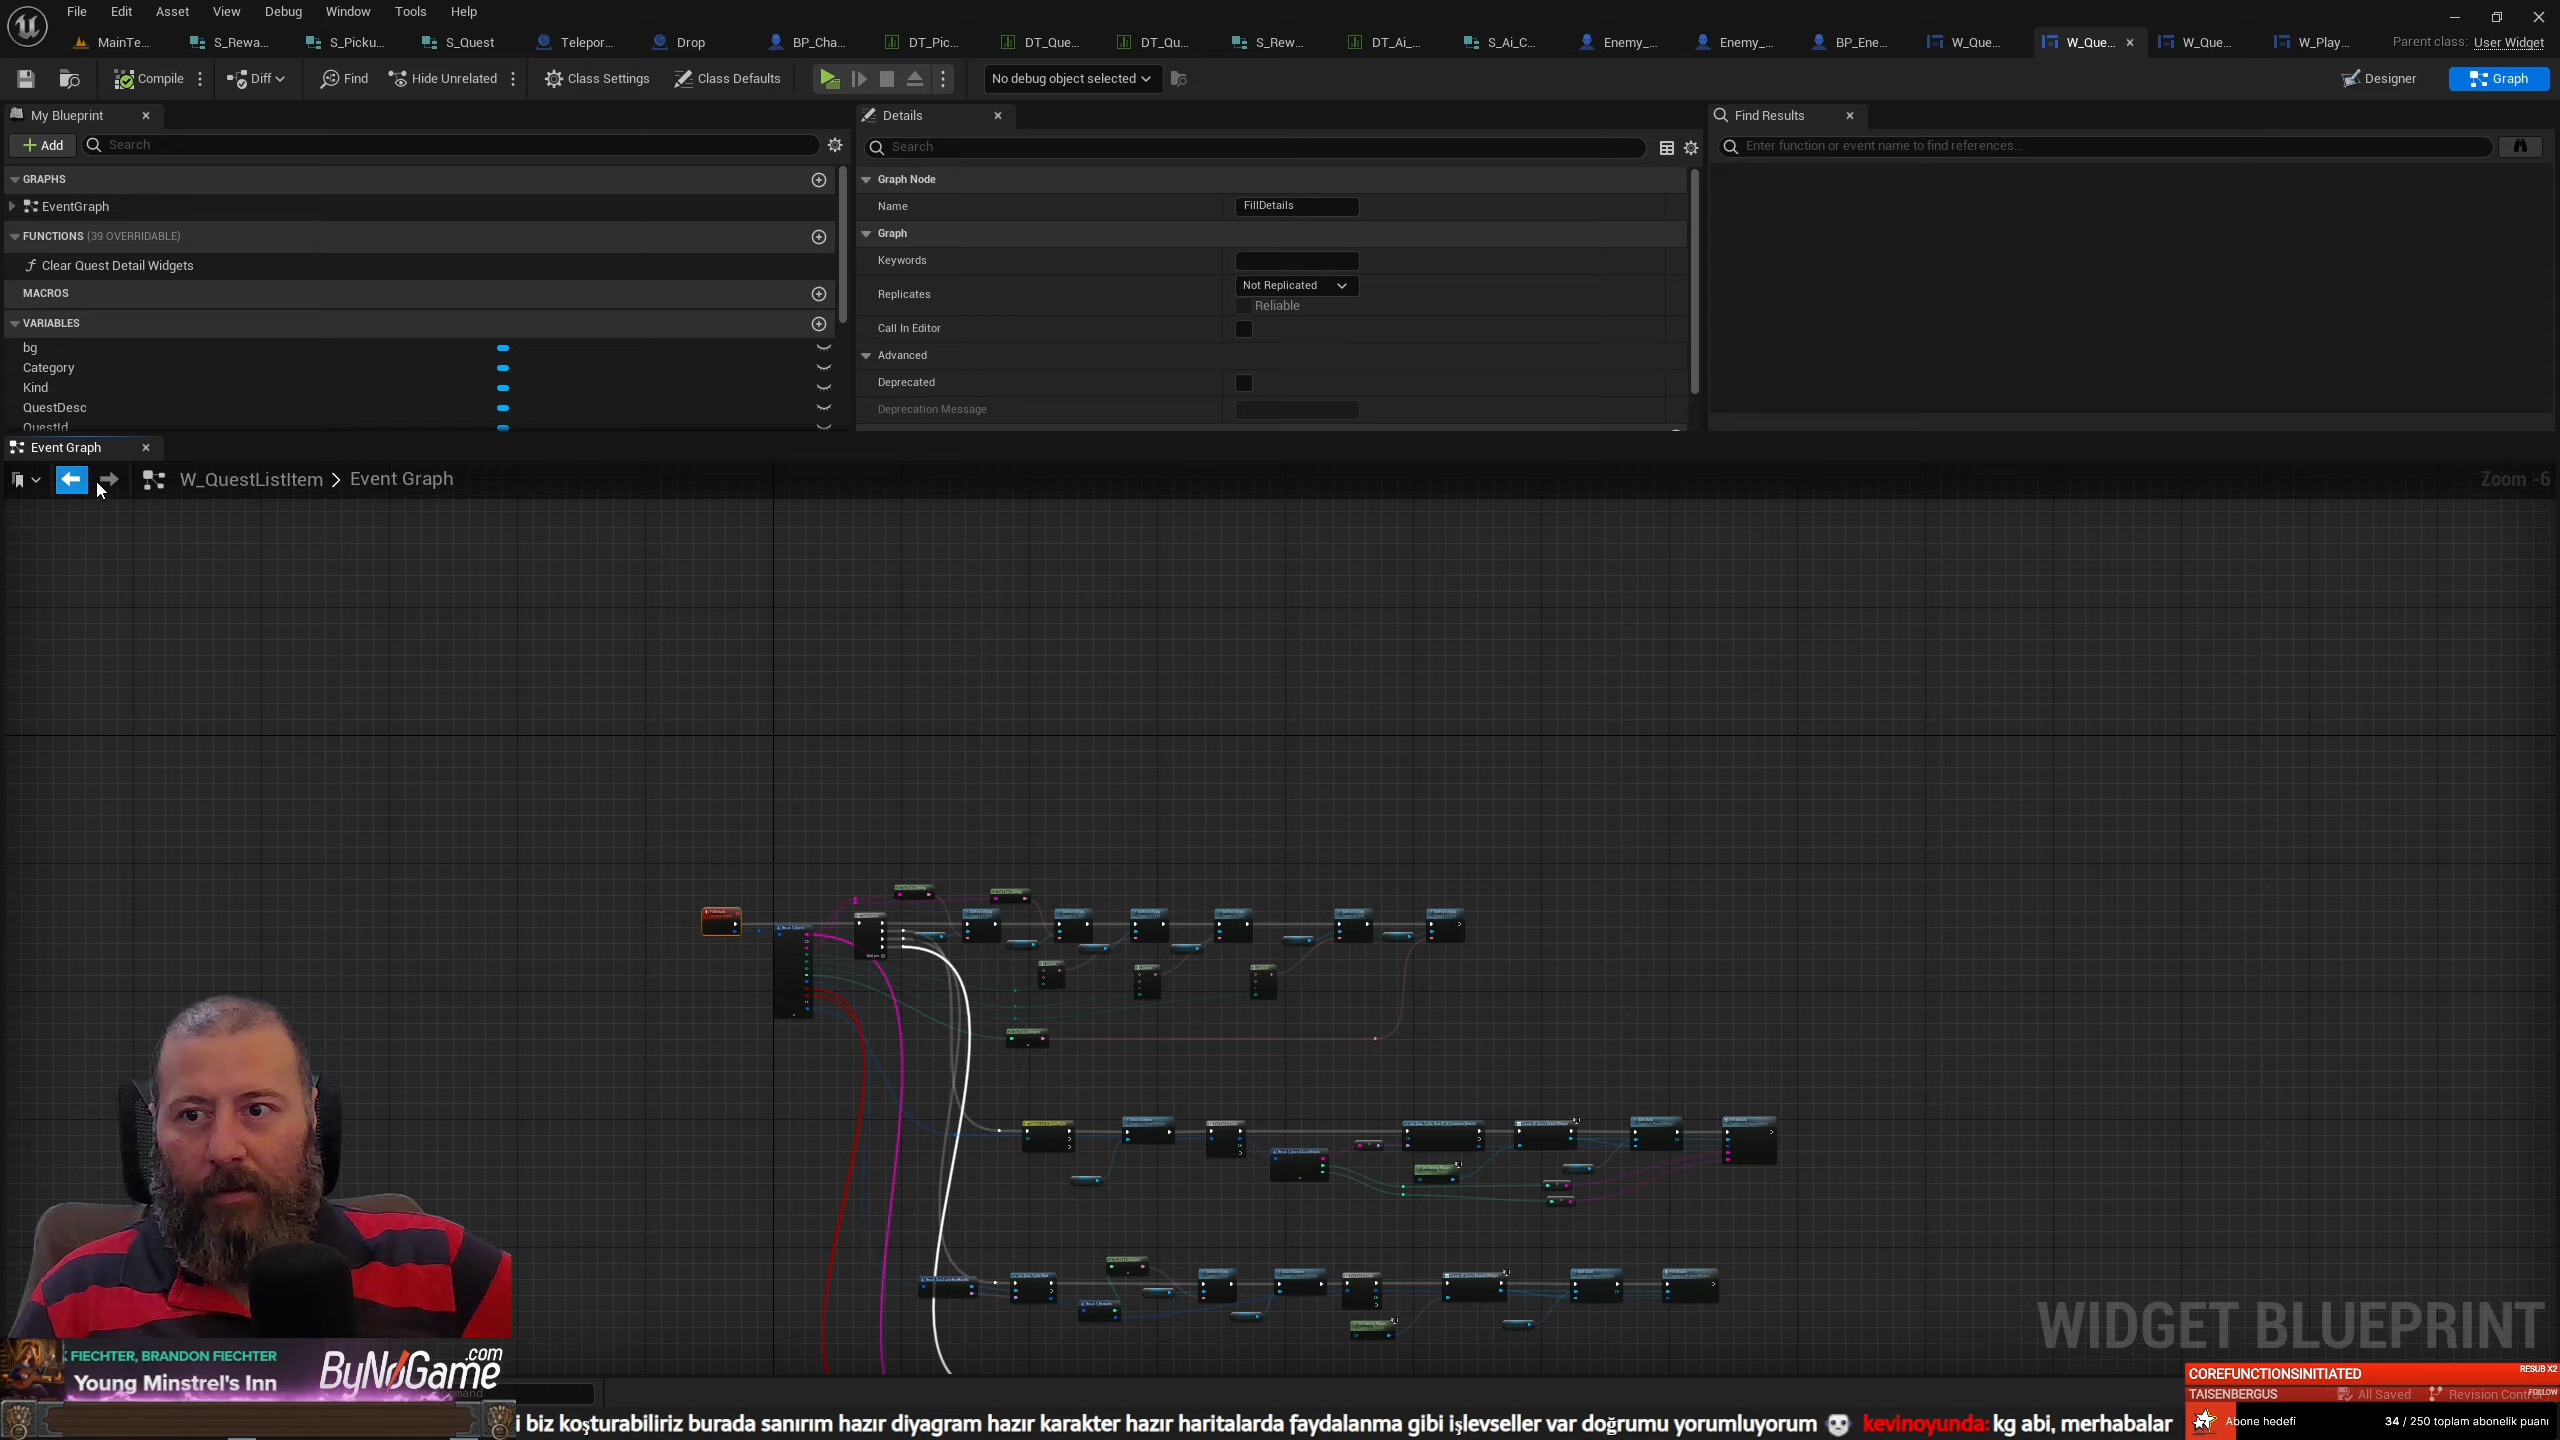 File Edit Asset View Debug Window Tools Help
MainTe... S_Rewa... S_Picku... S_Quest Telepor... Drop BP_Cha... DT_Pic... DT_Que... DT_Qu... S_Rew... DT_Ai_... S_Ai_C... Enemy_... Enemy_... BP_Ene... W_Que... W_Que... W_Que... W_Play... Parent class: User Widget
Compile Diff Find Hide Unrelated Class Settings Class Defaults No debug object selected Designer Graph
My Blueprint
Add Search
GRAPHS
EventGraph
FUNCTIONS (39 OVERRIDABLE)
Clear Quest Detail Widgets
MACROS
VARIABLES
bg
Category
Kind
QuestDesc
QuestId
Details
Search
Graph Node
Name FillDetails
Graph
Keywords
Replicates Not Replicated
Reliable
Call In Editor
Advanced
Deprecated
Deprecation Message
Find Results
Enter function or event name to find references...
Event Graph
W_QuestListItem > Event Graph Zoom -6
WIDGET BLUEPRINT
FIECHTER, BRANDON FIECHTER
Young Minstrel's Inn
ByNoGame.com
COREFUNCTIONSINITIATED RESUB X2
TAISENBERGUS All Saved Revision Control FOLLOW
i biz koşturabiliriz burada sanırım hazır diyagram hazır karakter hazır haritalarda faydalanma gibi işlevseller var doğrumu yorumluyorum kevinoyunda: kg abi, merhabalar
Abone hedefi 34 / 250 toplam abonelik puanı